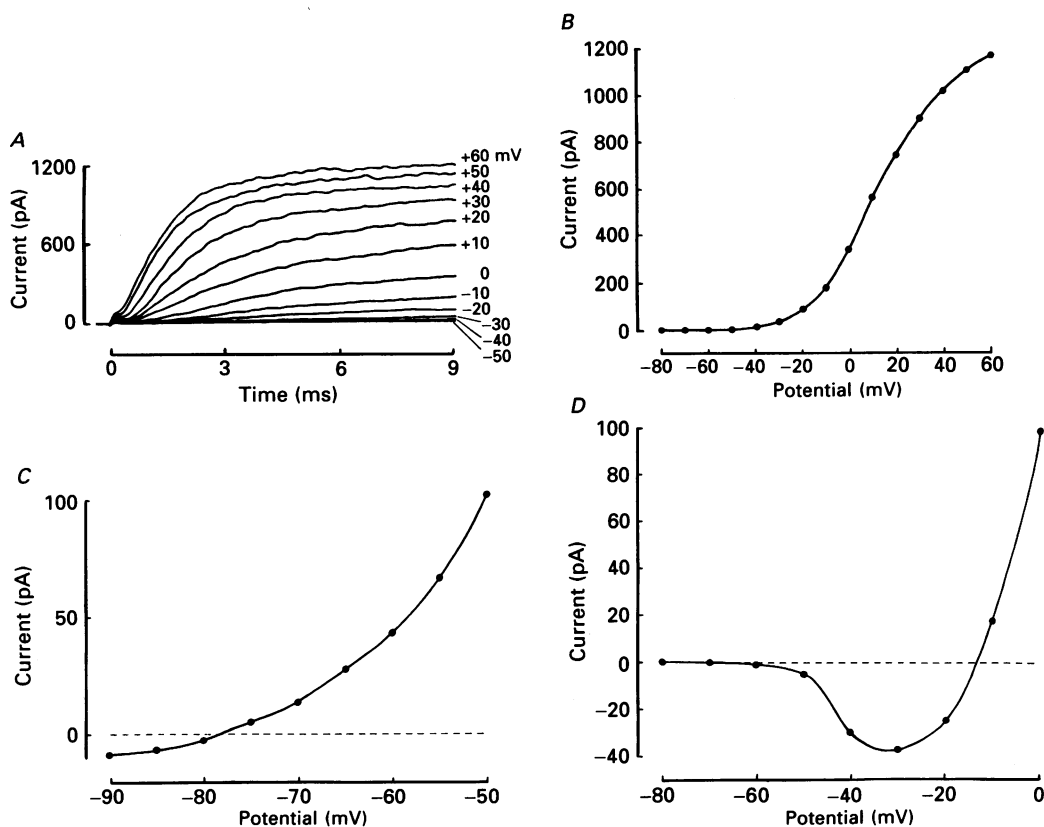 A
1200
600
0
Current (pA)
+60 mV
+50
+40
+30
+20
+10
0
−10
−20
−30
−40
−50
0 3 6 9
Time (ms)
B
1200
1000
800
600
400
200
0
Current (pA)
−80 −60 −40 −20 0 20 40 60
Potential (mV)
C
100
50
0
Current (pA)
−90 −80 −70 −60 −50
Potential (mV)
D
100
80
60
40
20
0
−20
−40
Current (pA)
−80 −60 −40 −20 0
Potential (mV)